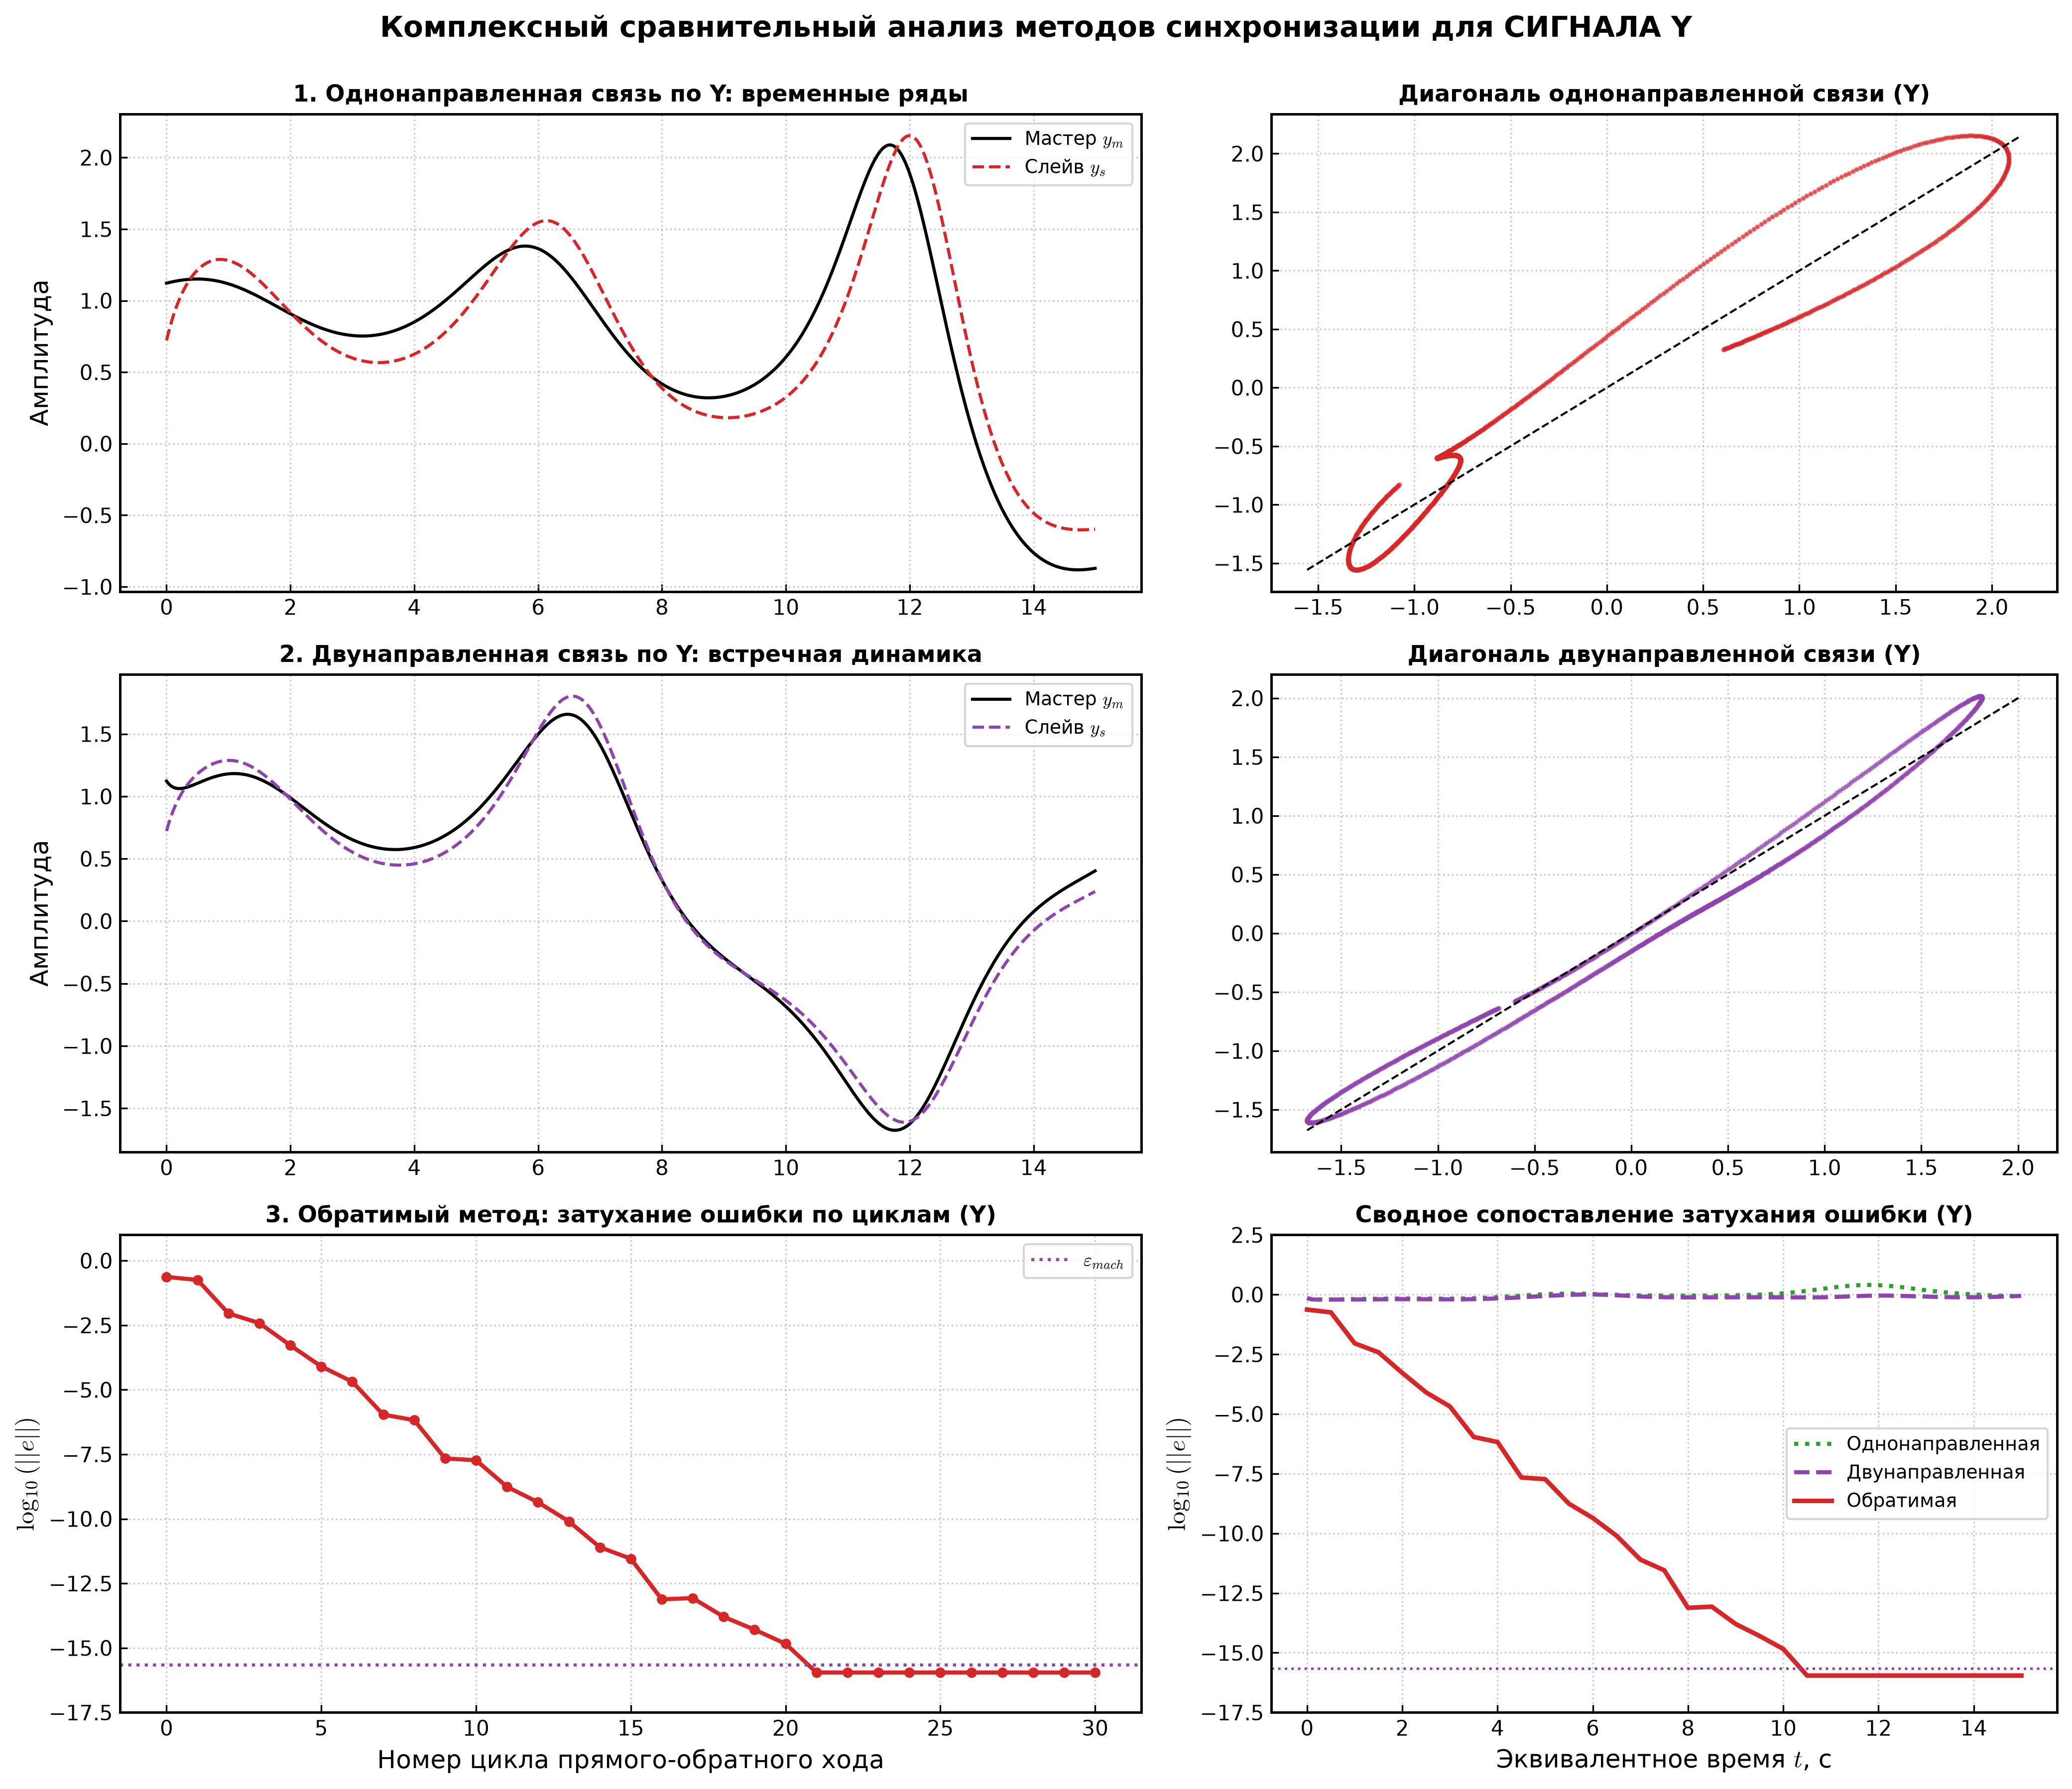 Комплексный сравнительный анализ методов синхронизации для СИГНАЛА Y
1. Однонаправленная связь по Y: временные ряды
Амплитуда
2.0
1.5
1.0
0.5
0.0
−0.5
−1.0
0 2 4 6 8 10 12 14
Мастер yₘ
Слейв yₛ
Диагональ однонаправленной связи (Y)
2.0
1.5
1.0
0.5
0.0
−0.5
−1.0
−1.5
−1.5 −1.0 −0.5 0.0 0.5 1.0 1.5 2.0
2. Двунаправленная связь по Y: встречная динамика
Амплитуда
1.5
1.0
0.5
0.0
−0.5
−1.0
−1.5
0 2 4 6 8 10 12 14
Мастер yₘ
Слейв yₛ
Диагональ двунаправленной связи (Y)
2.0
1.5
1.0
0.5
0.0
−0.5
−1.0
−1.5
−1.5 −1.0 −0.5 0.0 0.5 1.0 1.5 2.0
3. Обратимый метод: затухание ошибки по циклам (Y)
log₁₀ (||e||)
0.0
−2.5
−5.0
−7.5
−10.0
−12.5
−15.0
−17.5
0 5 10 15 20 25 30
Номер цикла прямого-обратного хода
ε_mach
Сводное сопоставление затухания ошибки (Y)
log₁₀ (||e||)
2.5
0.0
−2.5
−5.0
−7.5
−10.0
−12.5
−15.0
−17.5
0 2 4 6 8 10 12 14
Эквивалентное время t, с
Однонаправленная
Двунаправленная
Обратимая